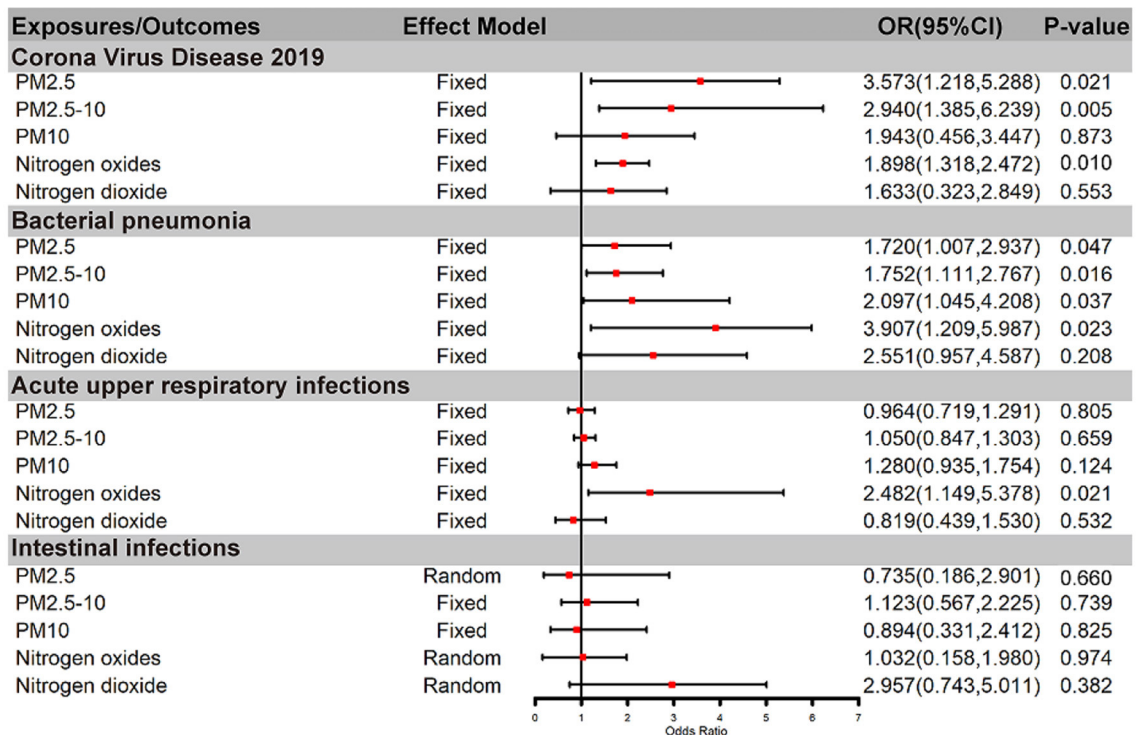 Exposures/Outcomes Effect Model OR(95%CI) P-value
Corona Virus Disease 2019
PM2.5 Fixed 3.573(1.218,5.288) 0.021
PM2.5-10 Fixed 2.940(1.385,6.239) 0.005
PM10 Fixed 1.943(0.456,3.447) 0.873
Nitrogen oxides Fixed 1.898(1.318,2.472) 0.010
Nitrogen dioxide Fixed 1.633(0.323,2.849) 0.553
Bacterial pneumonia
PM2.5 Fixed 1.720(1.007,2.937) 0.047
PM2.5-10 Fixed 1.752(1.111,2.767) 0.016
PM10 Fixed 2.097(1.045,4.208) 0.037
Nitrogen oxides Fixed 3.907(1.209,5.987) 0.023
Nitrogen dioxide Fixed 2.551(0.957,4.587) 0.208
Acute upper respiratory infections
PM2.5 Fixed 0.964(0.719,1.291) 0.805
PM2.5-10 Fixed 1.050(0.847,1.303) 0.659
PM10 Fixed 1.280(0.935,1.754) 0.124
Nitrogen oxides Fixed 2.482(1.149,5.378) 0.021
Nitrogen dioxide Fixed 0.819(0.439,1.530) 0.532
Intestinal infections
PM2.5 Random 0.735(0.186,2.901) 0.660
PM2.5-10 Fixed 1.123(0.567,2.225) 0.739
PM10 Fixed 0.894(0.331,2.412) 0.825
Nitrogen oxides Random 1.032(0.158,1.980) 0.974
Nitrogen dioxide Random 2.957(0.743,5.011) 0.382
0 1 2 3 4 5 6 7
Odds Ratio